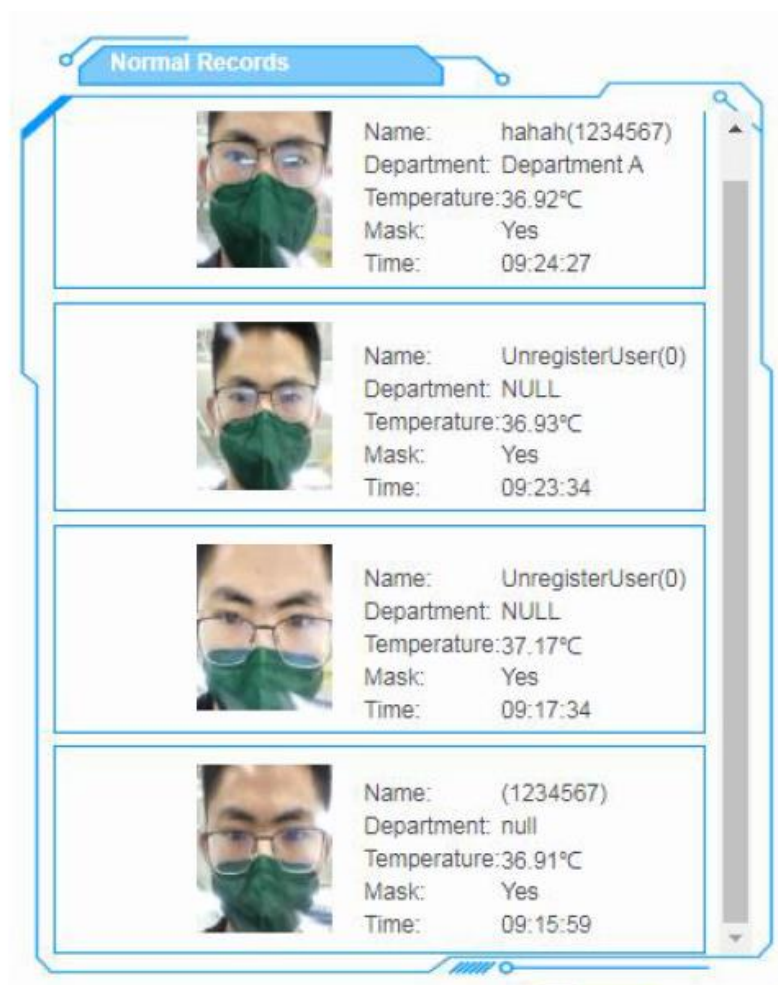 Normal Records
Name: hahah(1234567)
Department: Department A
Temperature:36.92℃
Mask: Yes
Time: 09:24:27
Name: UnregisterUser(0)
Department: NULL
Temperature:36.93℃
Mask: Yes
Time: 09:23:34
Name: UnregisterUser(0)
Department: NULL
Temperature:37.17℃
Mask: Yes
Time: 09:17:34
Name: (1234567)
Department: null
Temperature:36.91℃
Mask: Yes
Time: 09:15:59